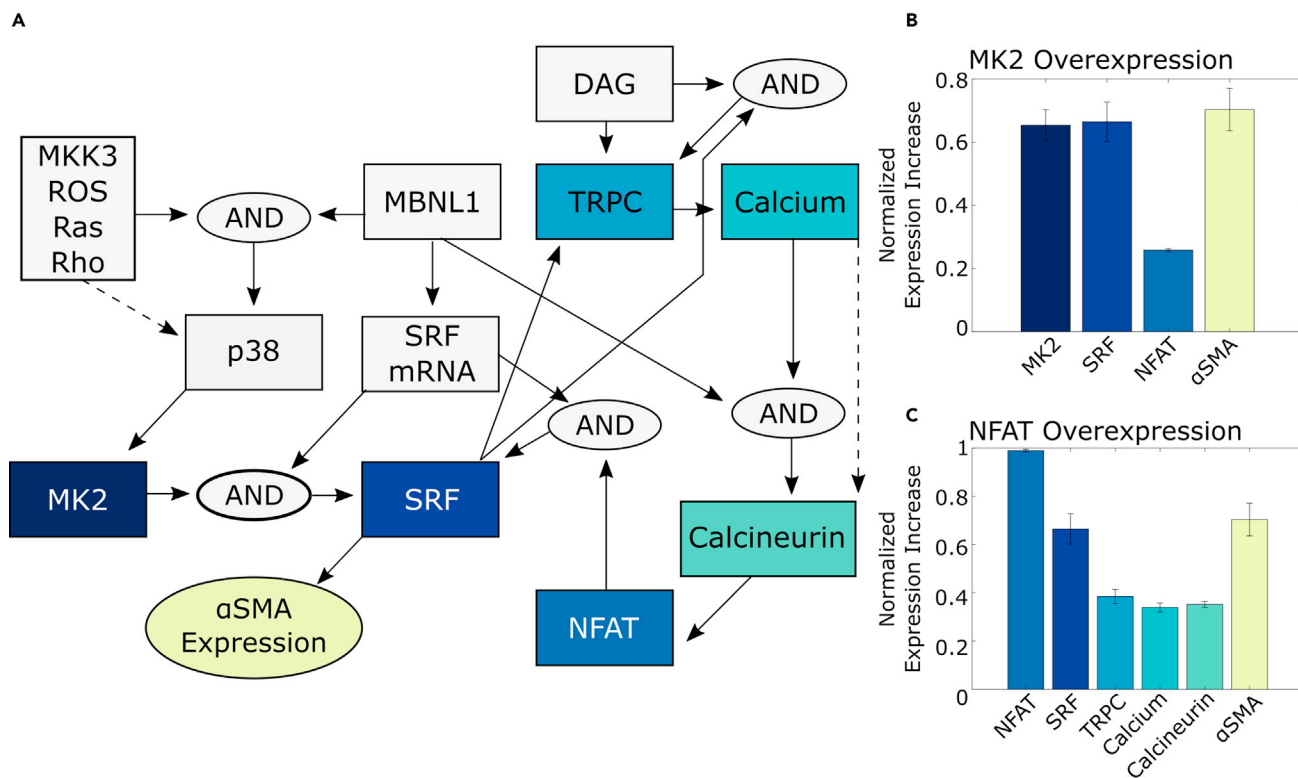 A
DAG
AND
MKK3
ROS
Ras
Rho
AND
MBNL1
TRPC
Calcium
p38
SRF
mRNA
AND
AND
MK2
AND
SRF
Calcineurin
αSMA
Expression
NFAT
B
MK2 Overexpression
Normalized
Expression Increase
0.8
0.6
0.4
0.2
0
MK2
SRF
NFAT
αSMA
C
NFAT Overexpression
Normalized
Expression Increase
1
0.8
0.6
0.4
0.2
0
NFAT
SRF
TRPC
Calcium
Calcineurin
αSMA